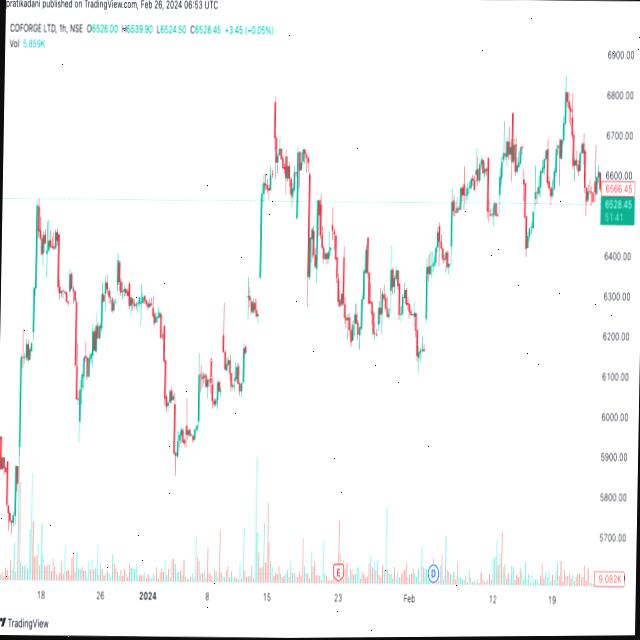 pratikadani published on TradingView.com, Feb 26, 2024 06:53 UTC
COFORGE LTD, 1h, NSE O6526.00 H6539.90 L6524.50 C6528.45 +3.45 (+0.05%)
Vol 5.859K
6900.00
6800.00
6700.00
6600.00
6566.45
6528.45
51:41
6400.00
6300.00
6200.00
6100.00
6000.00
5900.00
5800.00
5700.00
9.082K
E D
18 26 2024 8 15 23 Feb 12 19
TradingView